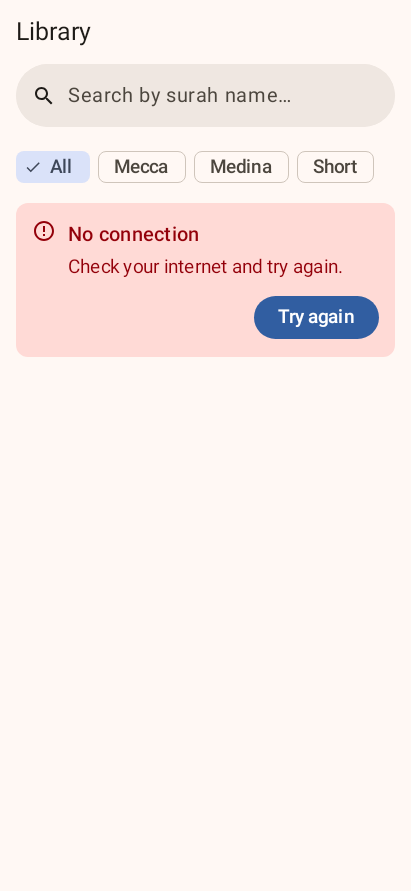 Library
Search by surah name…
All
Mecca
Medina
Short
No connection
Check your internet and try again.
Try again